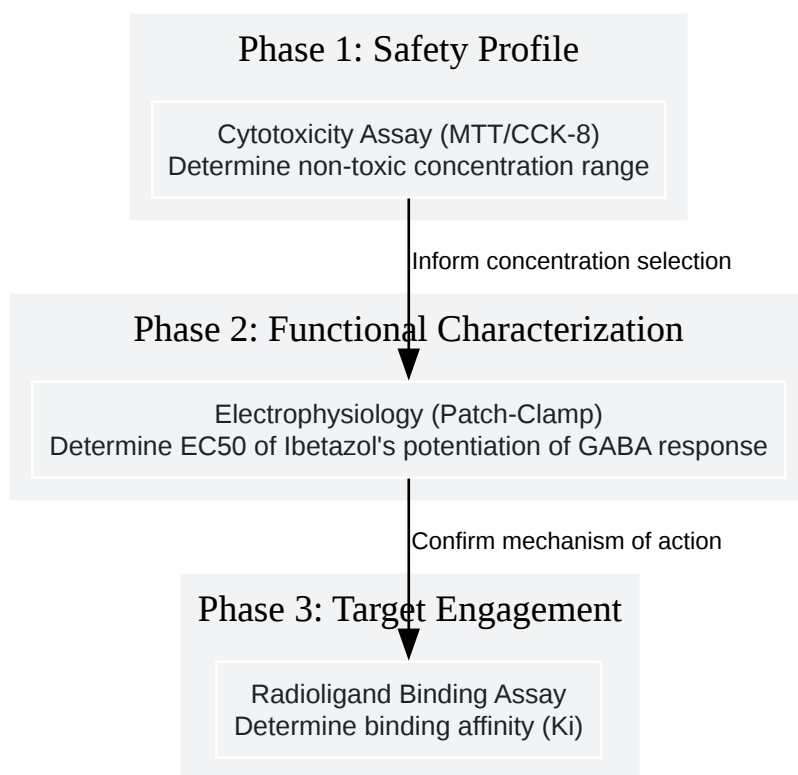 Phase 1: Safety Profile
Cytotoxicity Assay (MTT/CCK-8)
Determine non-toxic concentration range
Inform concentration selection
Phase 2: Functional Characterization
Electrophysiology (Patch-Clamp)
Determine EC50 of Ibetazol's potentiation of GABA response
Confirm mechanism of action
Phase 3: Target Engagement
Radioligand Binding Assay
Determine binding affinity (Ki)